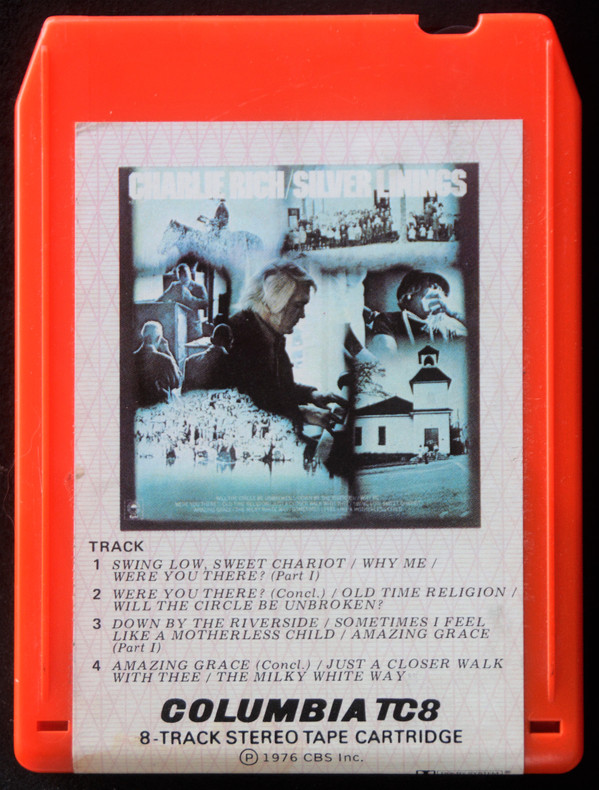 CHARLIE RICH/SILVER LININGS
TRACK
1 SWING LOW, SWEET CHARIOT / WHY ME /
WERE YOU THERE? (Part I)
2 WERE YOU THERE? (Concl.) / OLD TIME RELIGION /
WILL THE CIRCLE BE UNBROKEN?
3 DOWN BY THE RIVERSIDE / SOMETIMES I FEEL
LIKE A MOTHERLESS CHILD / AMAZING GRACE
(Part I)
4 AMAZING GRACE (Concl.) / JUST A CLOSER WALK
WITH THEE / THE MILKY WHITE WAY
COLUMBIA TC8
8-TRACK STEREO TAPE CARTRIDGE
Ⓟ 1976 CBS Inc.